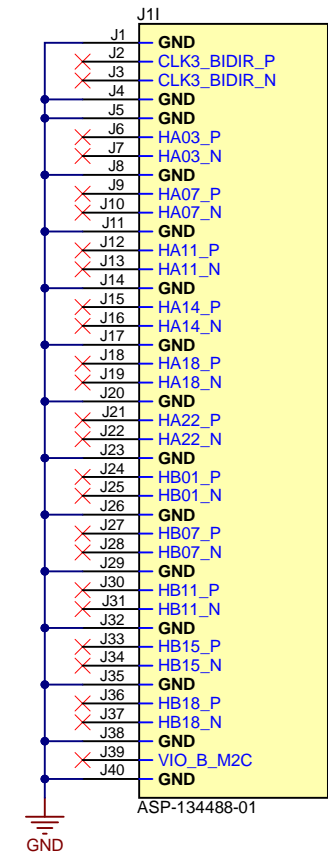 J1I
J1 GND
J2 CLK3_BIDIR_P
J3 CLK3_BIDIR_N
J4 GND
J5 GND
J6 HA03_P
J7 HA03_N
J8 GND
J9 HA07_P
J10 HA07_N
J11 GND
J12 HA11_P
J13 HA11_N
J14 GND
J15 HA14_P
J16 HA14_N
J17 GND
J18 HA18_P
J19 HA18_N
J20 GND
J21 HA22_P
J22 HA22_N
J23 GND
J24 HB01_P
J25 HB01_N
J26 GND
J27 HB07_P
J28 HB07_N
J29 GND
J30 HB11_P
J31 HB11_N
J32 GND
J33 HB15_P
J34 HB15_N
J35 GND
J36 HB18_P
J37 HB18_N
J38 GND
J39 VIO_B_M2C
J40 GND
ASP-134488-01
GND